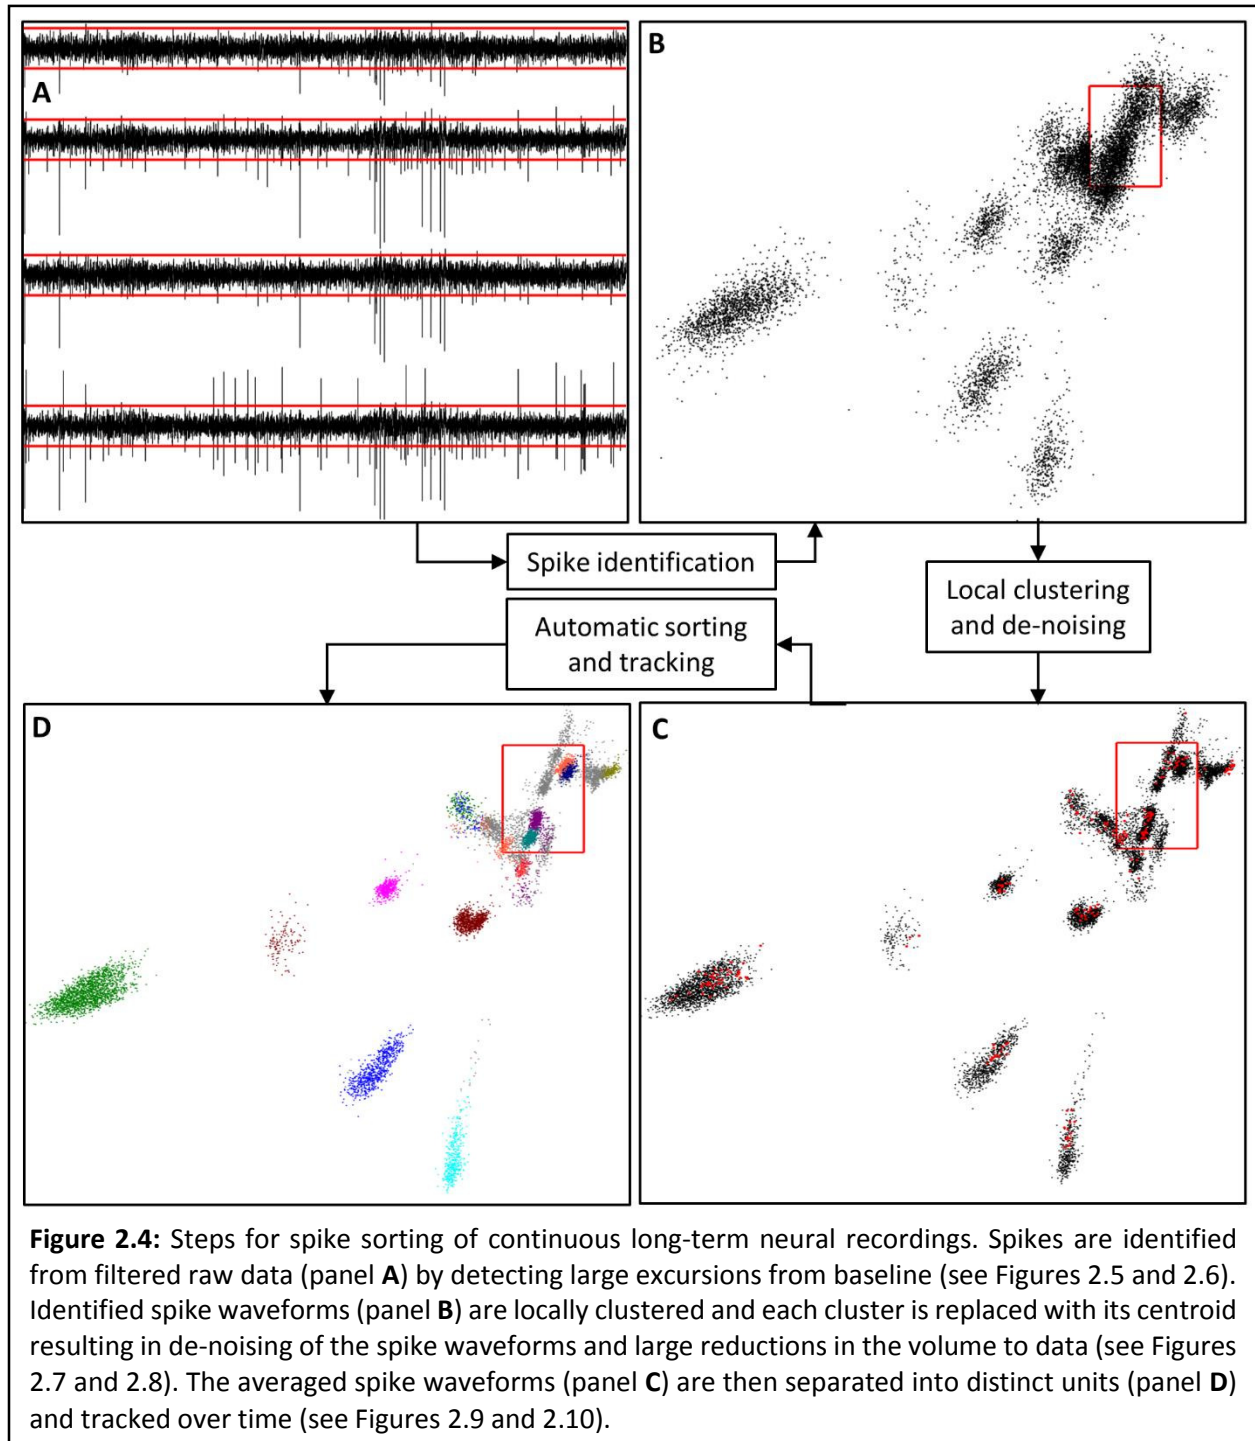 A
B
Spike identification
Local clustering
and de-noising
Automatic sorting
and tracking
D
C
Figure 2.4: Steps for spike sorting of continuous long-term neural recordings. Spikes are identified
from filtered raw data (panel A) by detecting large excursions from baseline (see Figures 2.5 and 2.6).
Identified spike waveforms (panel B) are locally clustered and each cluster is replaced with its centroid
resulting in de-noising of the spike waveforms and large reductions in the volume to data (see Figures
2.7 and 2.8). The averaged spike waveforms (panel C) are then separated into distinct units (panel D)
and tracked over time (see Figures 2.9 and 2.10).